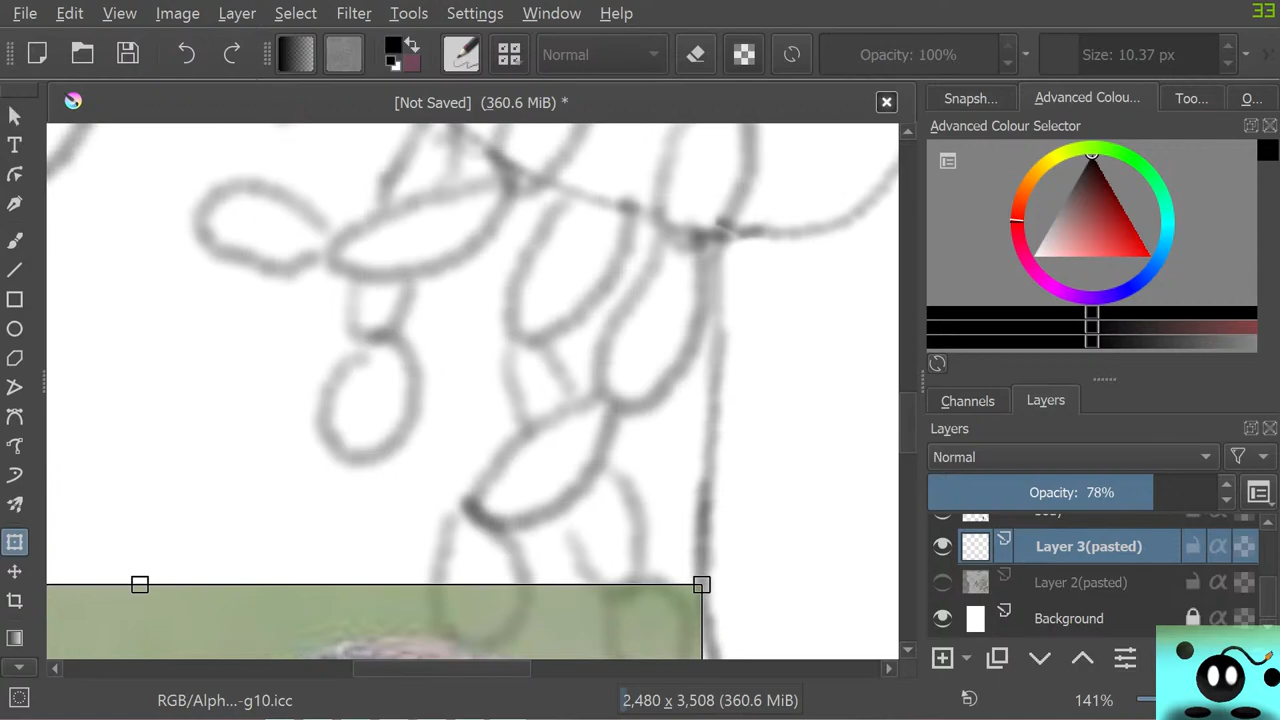 File Edit View Image Layer Select Filter Tools Settings Window Help
33
Normal
Opacity: 100%
Size: 10.37 px
[Not Saved] (360.6 MiB) *
Snapsh... Advanced Colou... Too... O...
Advanced Colour Selector
Channels Layers
Layers
Normal
Opacity: 78%
Layer 3(pasted)
Layer 2(pasted)
Background
RGB/Alph...-g10.icc
2,480 x 3,508 (360.6 MiB)
141%